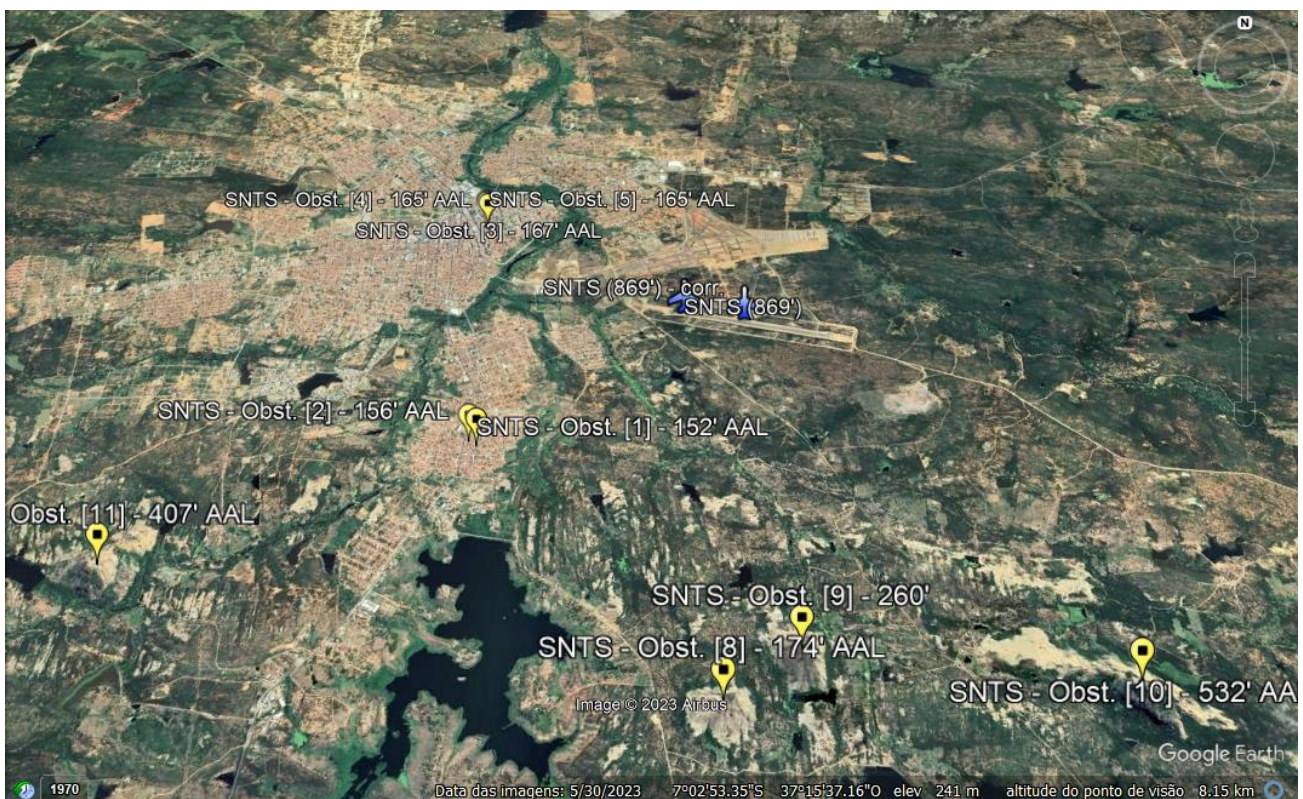 N
SNTS - Obst. [4] - 165' AAL
SNTS - Obst. [5] - 165' AAL
SNTS - Obst. [3] - 167' AAL
SNTS (869') - corr.
SNTS (869')
SNTS - Obst. [2] - 156' AAL
SNTS - Obst. [1] - 152' AAL
Obst. [11] - 407' AAL
SNTS - Obst. [9] - 260'
SNTS - Obst. [8] - 174' AAL
SNTS - Obst. [10] - 532' AA
Image © 2023 Airbus
Google Earth
1970
Data das imagens: 5/30/2023 7°02'53.35"S 37°15'37.16"O elev 241 m altitude do ponto de visão 8.15 km